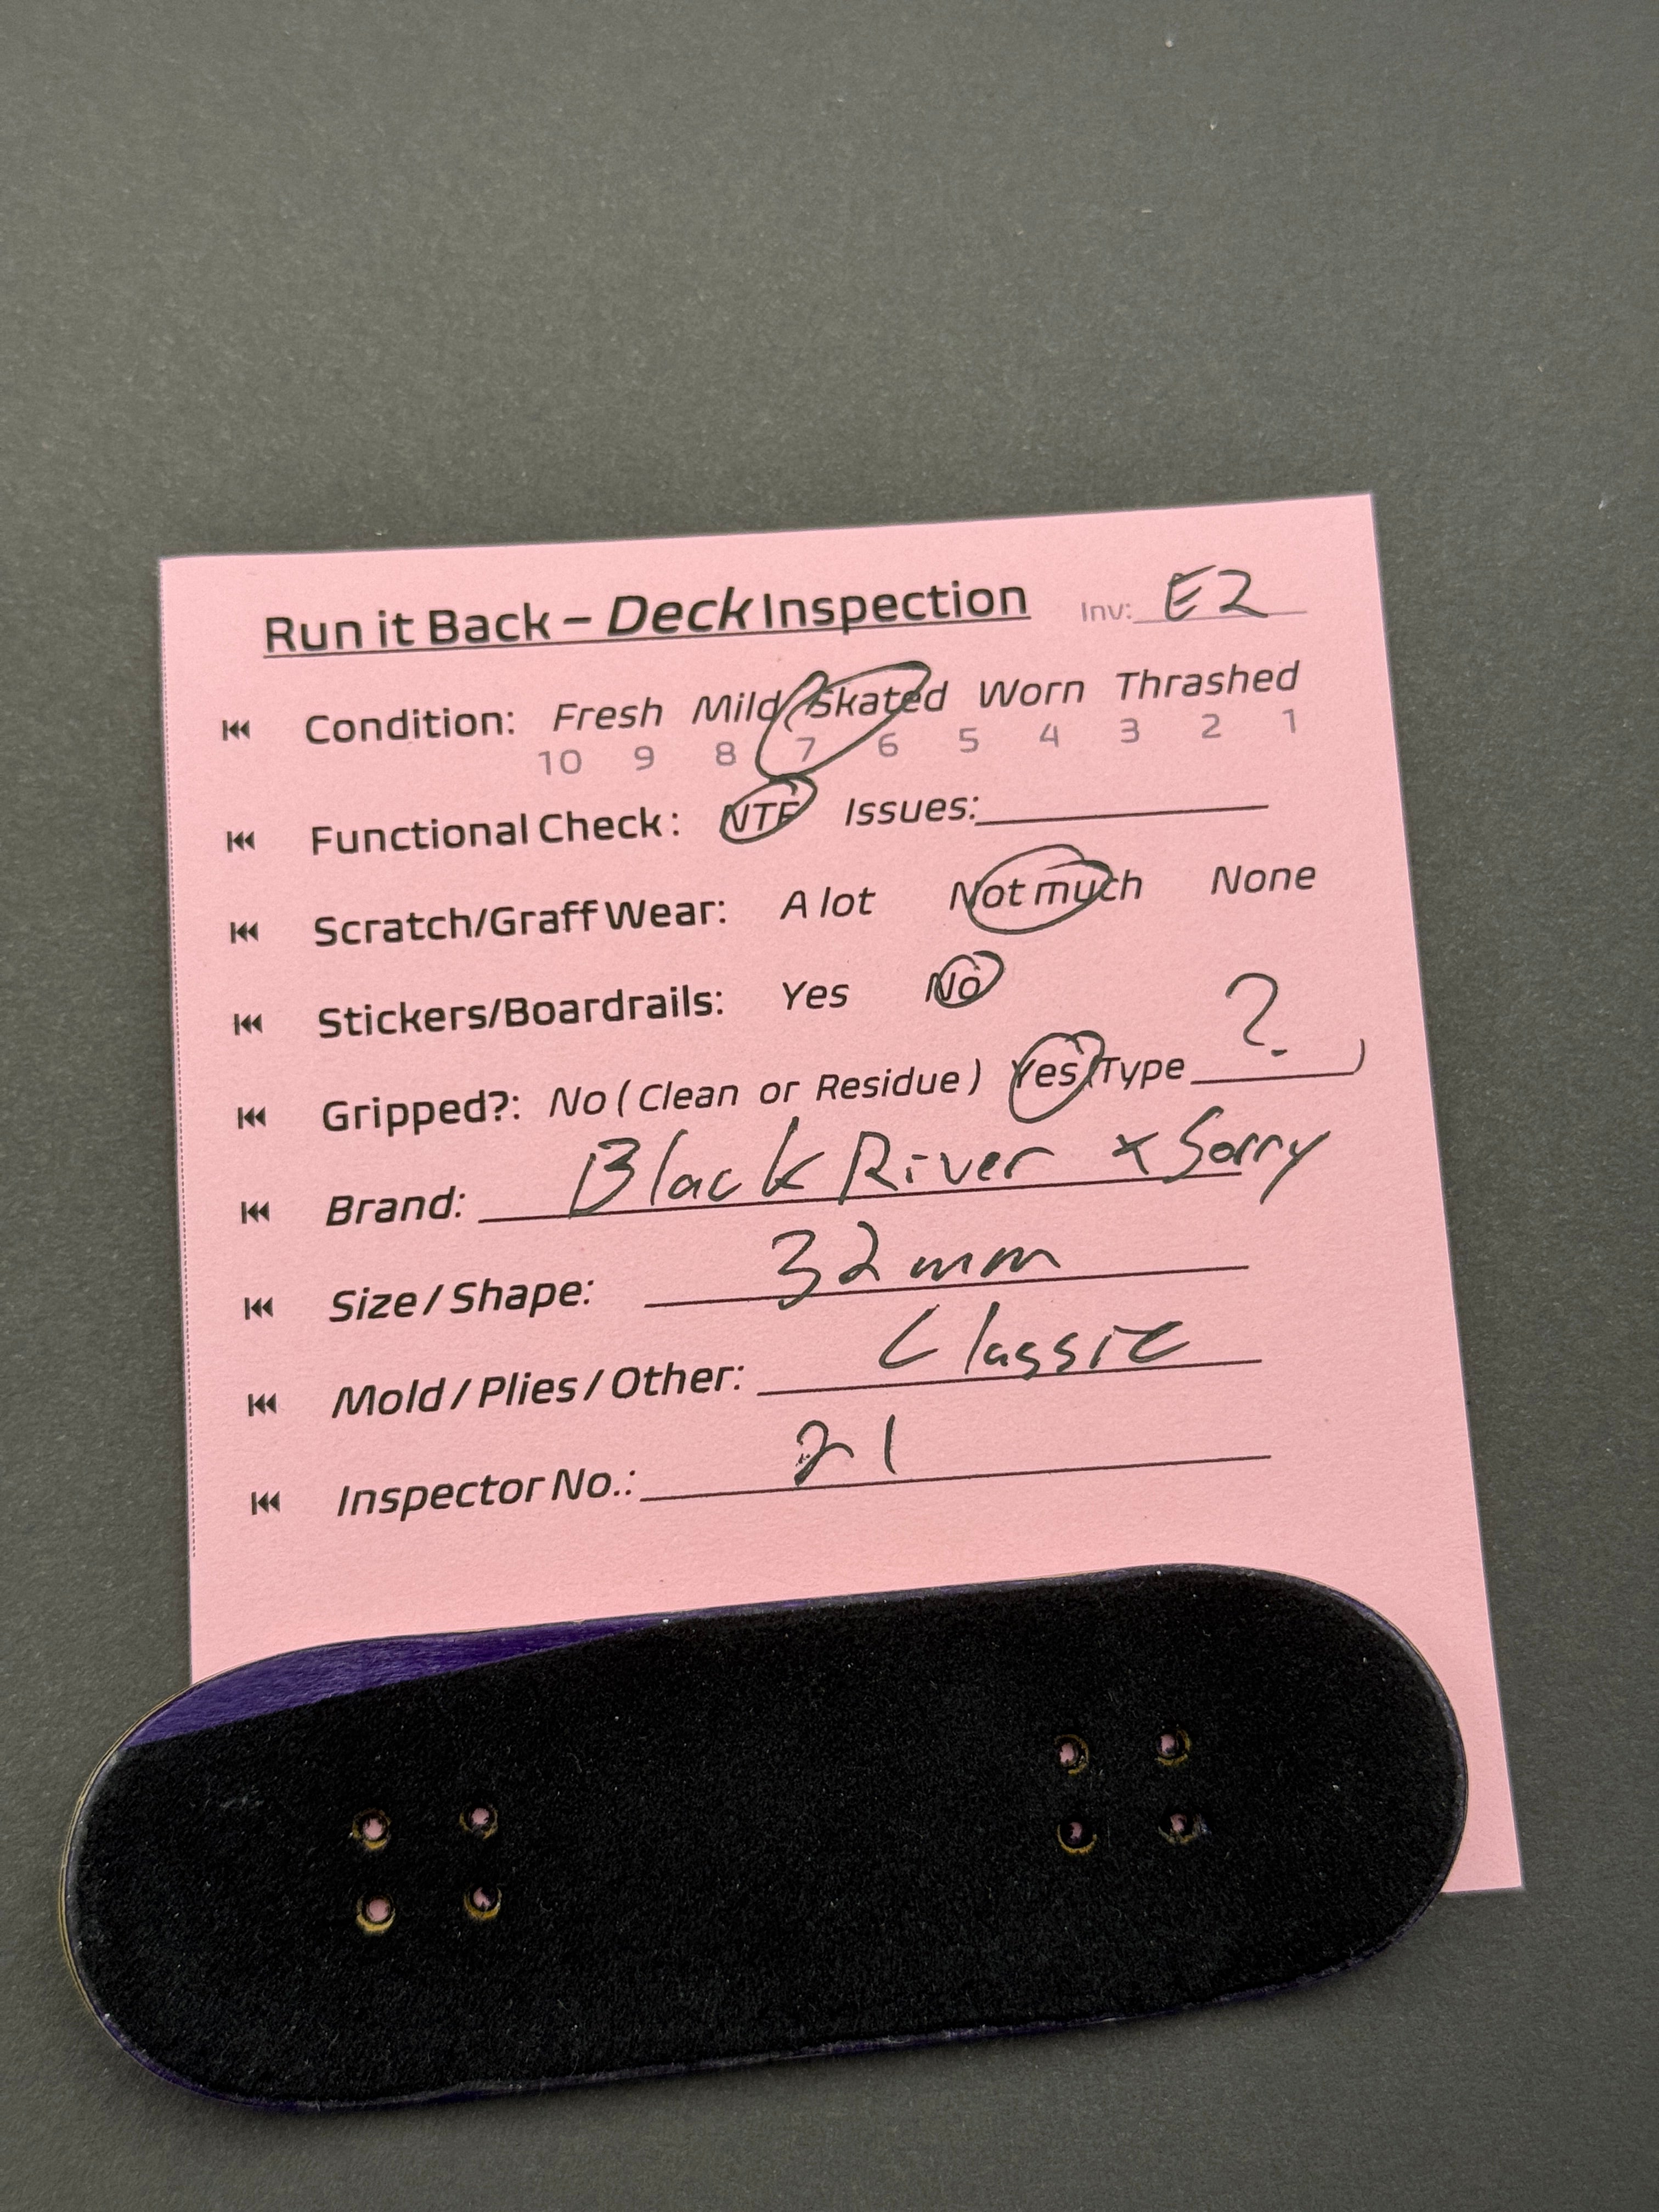 Run it Back – Deck Inspection Inv: E2
Condition: Fresh Mild Skated Worn Thrashed
10 9 8 7 6 5 4 3 2 1
Functional Check: NTF Issues:
Scratch/Graff Wear: A lot Not much None
Stickers/Boardrails: Yes No
Gripped?: No (Clean or Residue) Yes (Type ? )
Brand: Black River x Sorry
Size / Shape: 32mm
Mold / Plies / Other: Classic
Inspector No.: 21